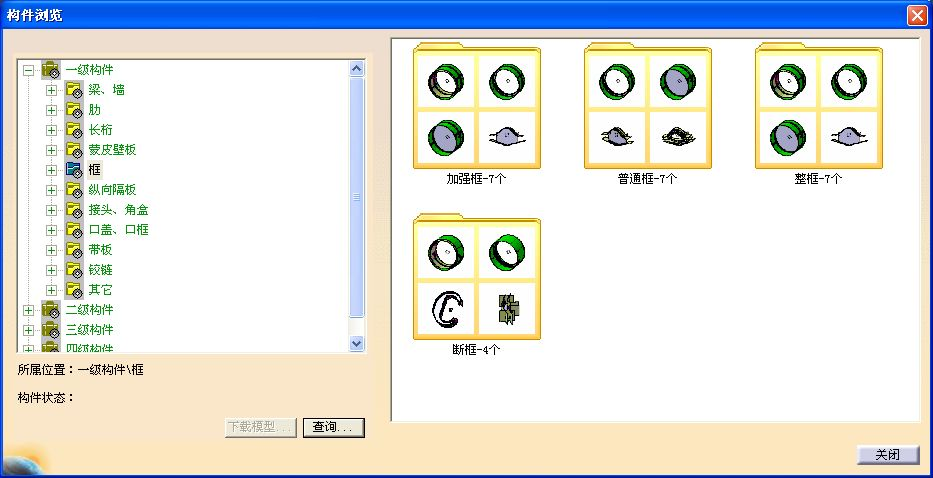 构件浏览
一级构件
梁、墙
肋
长桁
蒙皮壁板
框
纵向隔板
接头、角盒
口盖、口框
带板
铰链
其它
二级构件
三级构件
四级构件
所属位置：一级构件\框
构件状态：
下载模型...
查询...
加强框-7个
普通框-7个
整框-7个
断框-4个
关闭